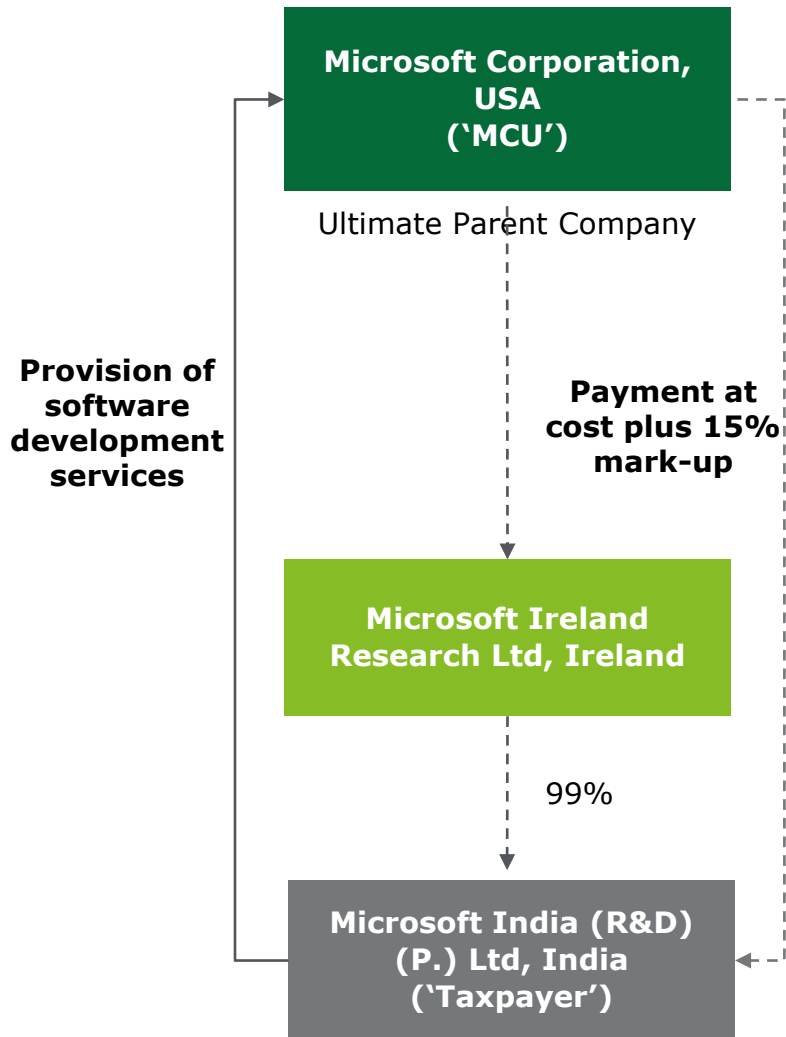 Microsoft Corporation,
USA
(‘MCU’)
Ultimate Parent Company
Provision of
software
development
services
Payment at
cost plus 15%
mark-up
Microsoft Ireland
Research Ltd, Ireland
99%
Microsoft India (R&D)
(P.) Ltd, India
(‘Taxpayer’)